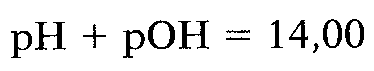 pH + pOH = 14,00